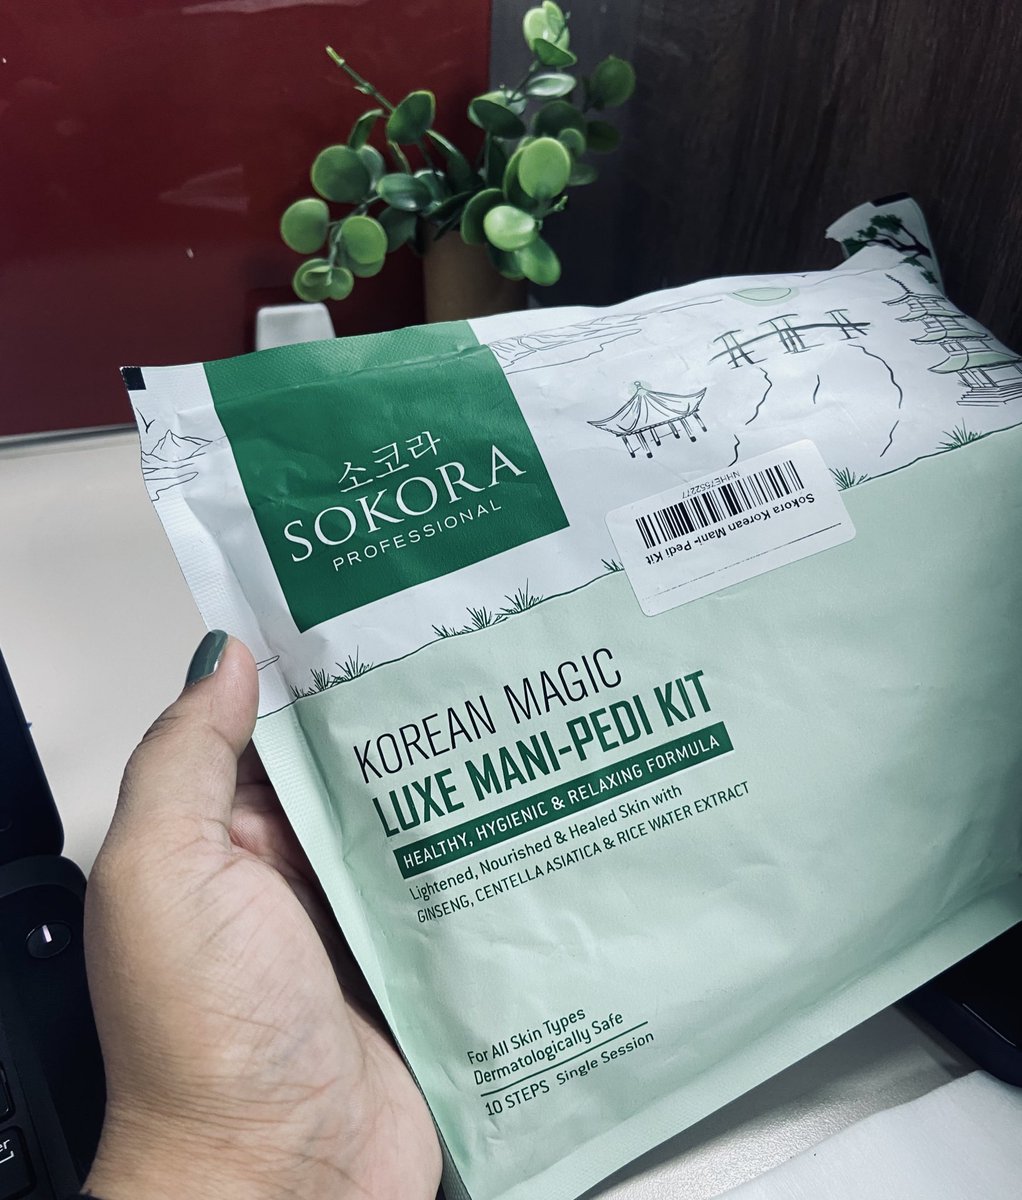 소코라
SOKORA
PROFESSIONAL
Sokora Korean Mani- Pedi Kit
KOREAN MAGIC
LUXE MANI-PEDI KIT
HEALTHY, HYGIENIC & RELAXING FORMULA
Lightened, Nourished & Healed Skin with
GINSENG, CENTELLA ASIATICA & RICE WATER EXTRACT
For All Skin Types
Dermatologically Safe
10 STEPS Single Session